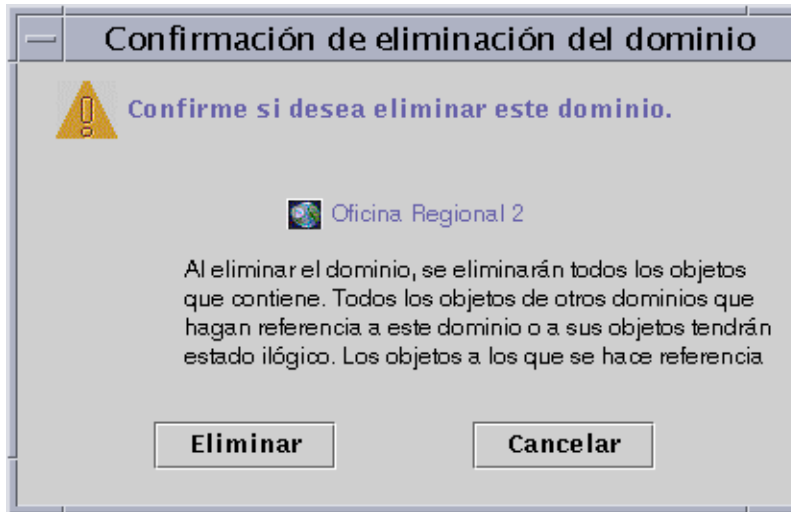 Confirmación de eliminación del dominio
Confirme si desea eliminar este dominio.
Oficina Regional 2
Al eliminar el dominio, se eliminarán todos los objetos
que contiene. Todos los objetos de otros dominios que
hagan referencia a este dominio o a sus objetos tendrán
estado ilógico. Los objetos a los que se hace referencia
Eliminar
Cancelar